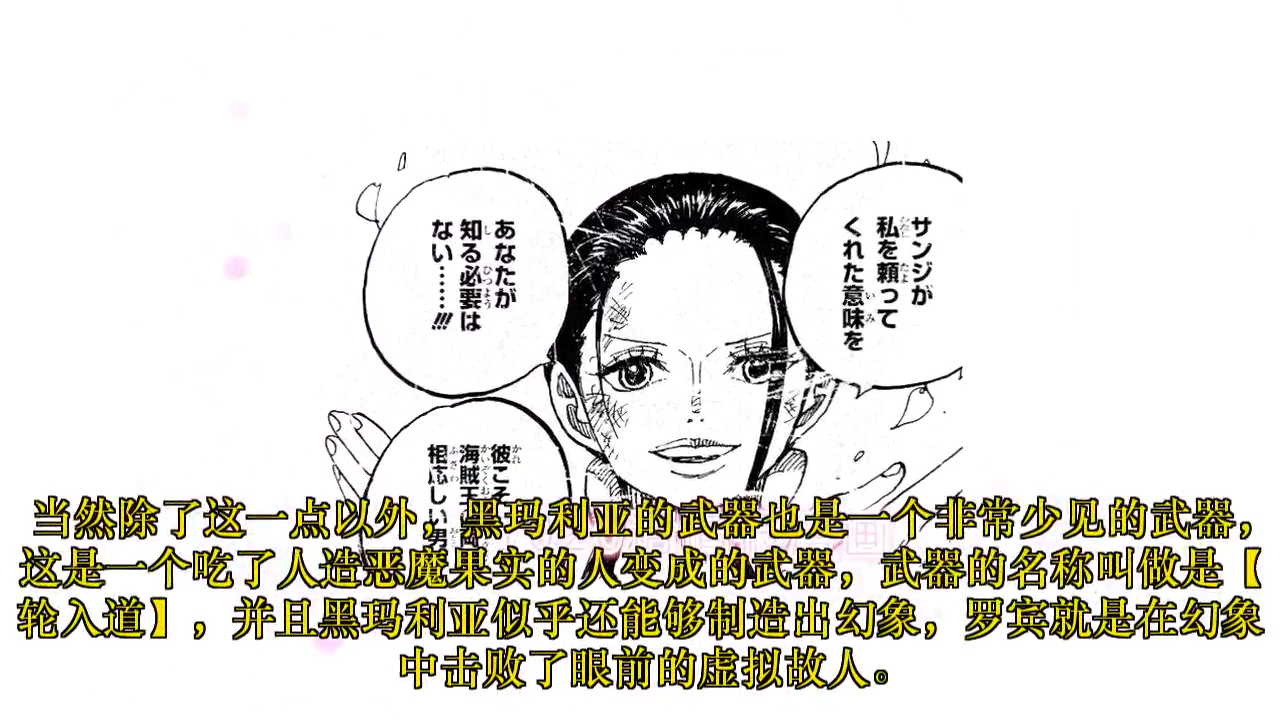 サンジが
私を頼って
くれた意味を
あなたが
知る必要は
ない……!!!
彼こそ
海賊王
相応しい男
当然除了这一点以外，黑玛利亚的武器也是一个非常少见的武器，
这是一个吃了人造恶魔果实的人变成的武器，武器的名称叫做是【
轮入道】，并且黑玛利亚似乎还能够制造出幻象，罗宾就是在幻象
中击败了眼前的虚拟故人。